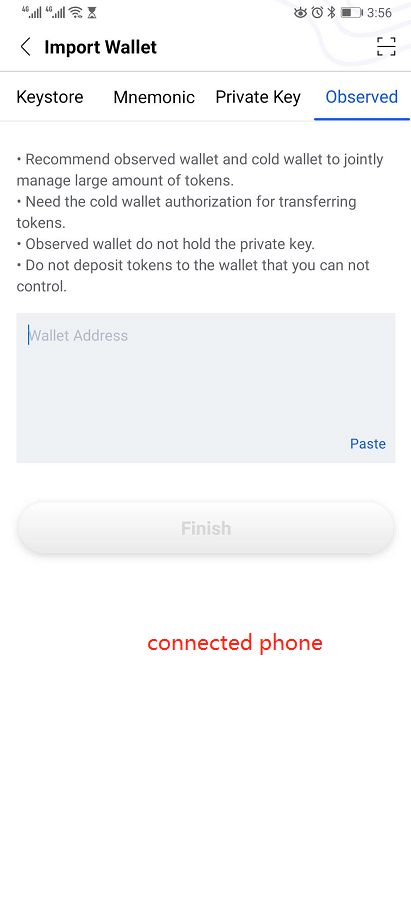 4G 4G 3:56
Import Wallet
Keystore Mnemonic Private Key Observed
• Recommend observed wallet and cold wallet to jointly
manage large amount of tokens.
• Need the cold wallet authorization for transferring
tokens.
• Observed wallet do not hold the private key.
• Do not deposit tokens to the wallet that you can not
control.
Wallet Address
Paste
Finish
connected phone